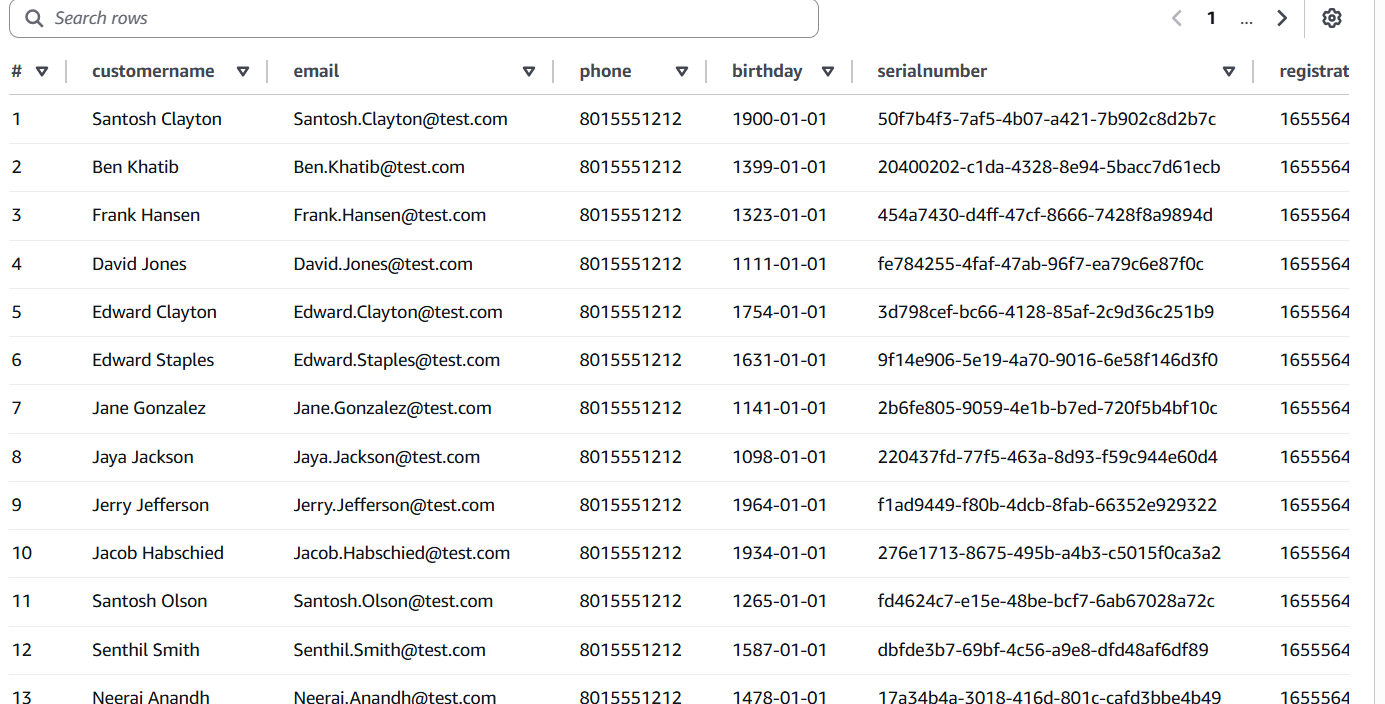 Search rows
1 ...
# customername email phone birthday serialnumber registrat
1 Santosh Clayton Santosh.Clayton@test.com 8015551212 1900-01-01 50f7b4f3-7af5-4b07-a421-7b902c8d2b7c 1655564
2 Ben Khatib Ben.Khatib@test.com 8015551212 1399-01-01 20400202-c1da-4328-8e94-5bacc7d61ecb 1655564
3 Frank Hansen Frank.Hansen@test.com 8015551212 1323-01-01 454a7430-d4ff-47cf-8666-7428f8a9894d 1655564
4 David Jones David.Jones@test.com 8015551212 1111-01-01 fe784255-4faf-47ab-96f7-ea79c6e87f0c 1655564
5 Edward Clayton Edward.Clayton@test.com 8015551212 1754-01-01 3d798cef-bc66-4128-85af-2c9d36c251b9 1655564
6 Edward Staples Edward.Staples@test.com 8015551212 1631-01-01 9f14e906-5e19-4a70-9016-6e58f146d3f0 1655564
7 Jane Gonzalez Jane.Gonzalez@test.com 8015551212 1141-01-01 2b6fe805-9059-4e1b-b7ed-720f5b4bf10c 1655564
8 Jaya Jackson Jaya.Jackson@test.com 8015551212 1098-01-01 220437fd-77f5-463a-8d93-f59c944e60d4 1655564
9 Jerry Jefferson Jerry.Jefferson@test.com 8015551212 1964-01-01 f1ad9449-f80b-4dcb-8fab-66352e929322 1655564
10 Jacob Habschied Jacob.Habschied@test.com 8015551212 1934-01-01 276e1713-8675-495b-a4b3-c5015f0ca3a2 1655564
11 Santosh Olson Santosh.Olson@test.com 8015551212 1265-01-01 fd4624c7-e15e-48be-bcf7-6ab67028a72c 1655564
12 Senthil Smith Senthil.Smith@test.com 8015551212 1587-01-01 dbfde3b7-69bf-4c56-a9e8-dfd48af6df89 1655564
13 Neeraj Anandh Neeraj.Anandh@test.com 8015551212 1478-01-01 17a34b4a-3018-416d-801c-cafd3bbe4b49 1655564